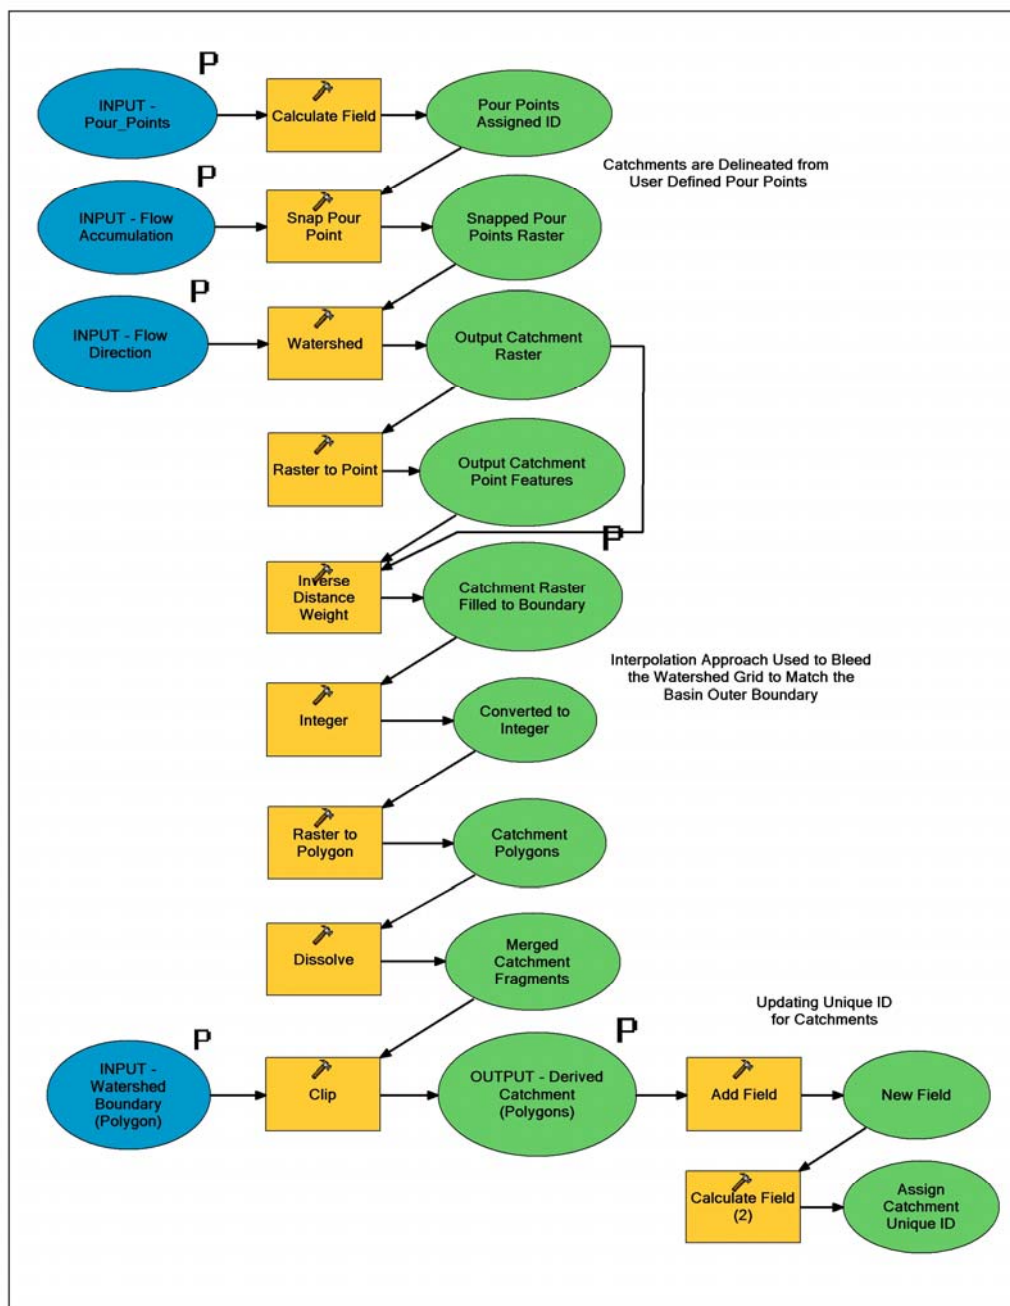 P
INPUT -
Pour_Points
Calculate Field
Pour Points
Assigned ID
Catchments are Delineated from
User Defined Pour Points
P
INPUT - Flow
Accumulation
Snap Pour
Point
Snapped Pour
Points Raster
P
INPUT - Flow
Direction
Watershed
Output Catchment
Raster
Raster to Point
Output Catchment
Point Features
P
Inverse
Distance
Weight
Catchment Raster
Filled to Boundary
Interpolation Approach Used to Bleed
the Watershed Grid to Match the
Basin Outer Boundary
Integer
Converted to
Integer
Raster to
Polygon
Catchment
Polygons
Dissolve
Merged
Catchment
Fragments
Updating Unique ID
for Catchments
P
INPUT -
Watershed
Boundary
(Polygon)
Clip
P
OUTPUT - Derived
Catchment
(Polygons)
Add Field
New Field
Calculate Field
(2)
Assign
Catchment
Unique ID